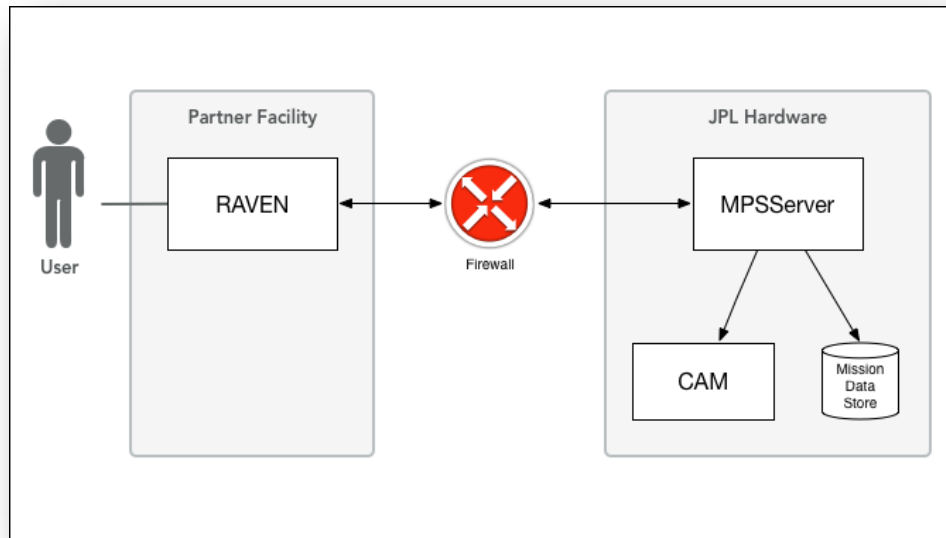 Partner Facility
JPL Hardware
RAVEN
MPSServer
User
Firewall
CAM
Mission
Data
Store